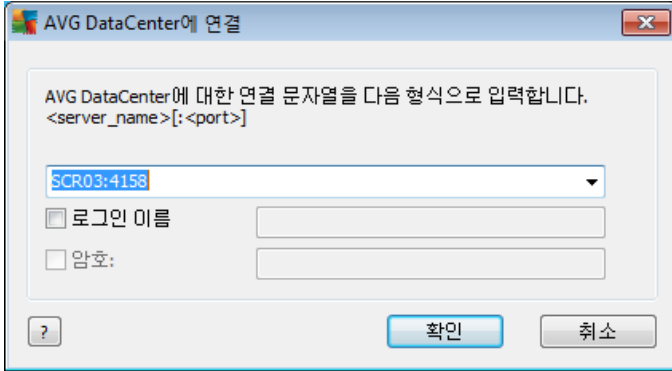 AVG DataCenter에 연결
AVG DataCenter에 대한 연결 문자열을 다음 형식으로 입력합니다.
<server_name>[:<port>]
SCR03:4158
로그인 이름
암호:
?
확인
취소